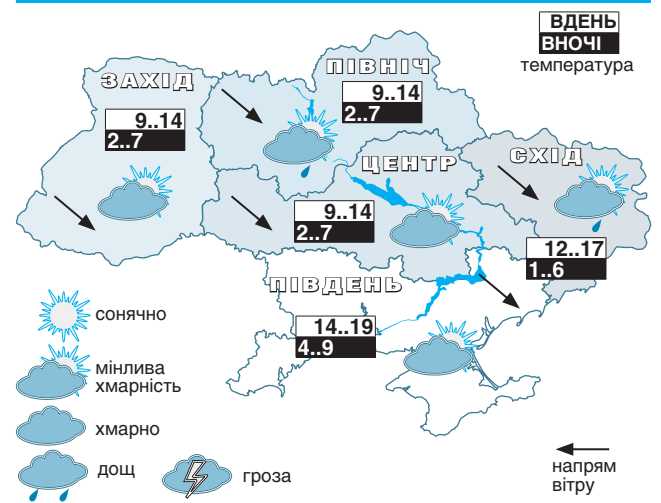 ВДЕНЬ
ВНОЧІ
температура
ПІВНІЧ
9..14
2..7
ЗАХІД
9..14
2..7
ЦЕНТР
9..14
2..7
СХІД
12..17
1..6
ПІВДЕНЬ
14..19
4..9
сонячно
мінлива
хмарність
хмарно
дощ
гроза
напрям
вітру